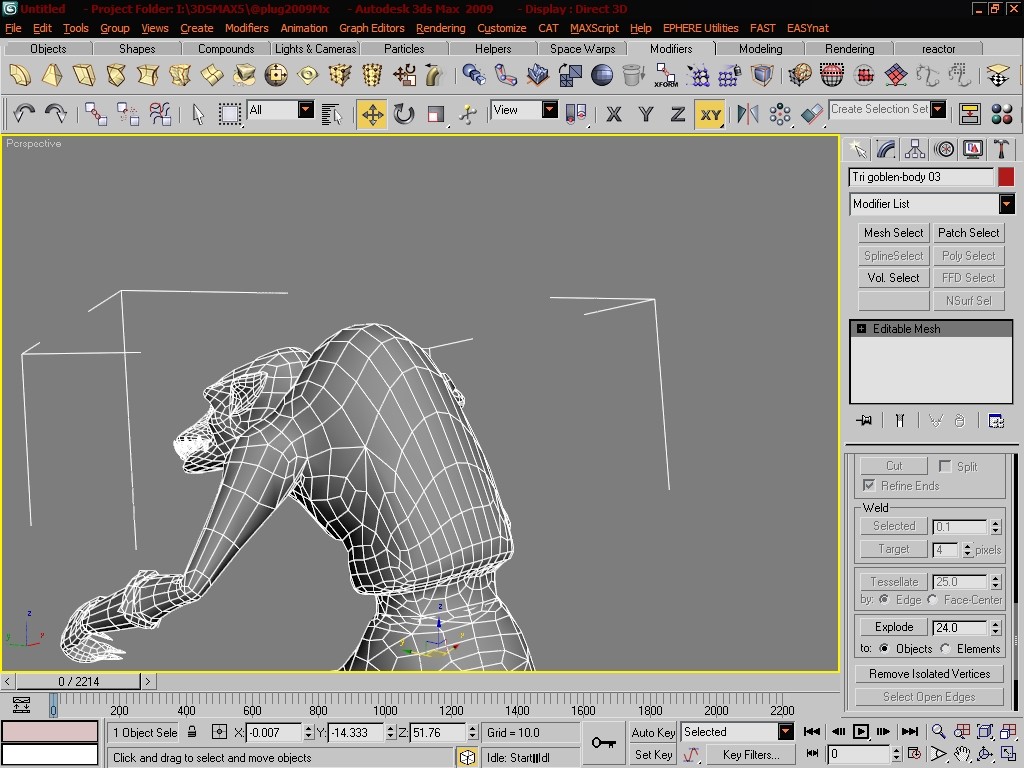 Untitled - Project Folder: I:\3DSMAX5\@plug2009Mx - Autodesk 3ds Max 2009 - Display : Direct 3D
File Edit Tools Group Views Create Modifiers Animation Graph Editors Rendering Customize CAT MAXScript Help EPHERE Utilities FAST EASYnat
Objects Shapes Compounds Lights & Cameras Particles Helpers Space Warps Modifiers Modeling Rendering reactor
XFORM
All View X Y Z XY Create Selection Set
Perspective
Tri goblen-body 03
Modifier List
Mesh Select Patch Select
SplineSelect Poly Select
Vol. Select FFD Select
NSurf Sel
Editable Mesh
Cut Split
Refine Ends
Weld
Selected 0.1
Target 4 pixels
Tessellate 25.0
by: Edge Face-Center
Explode 24.0
to: Objects Elements
Remove Isolated Vertices
Select Open Edges
z
y
x
z
y
x
< 0 / 2214 >
0 200 400 600 800 1000 1200 1400 1600 1800 2000 2200
1 Object Sele X: -0.007 Y: -14.333 Z: 51.76 Grid = 10.0 Auto Key Selected
Click and drag to select and move objects Idle: Start Set Key Key Filters... 0